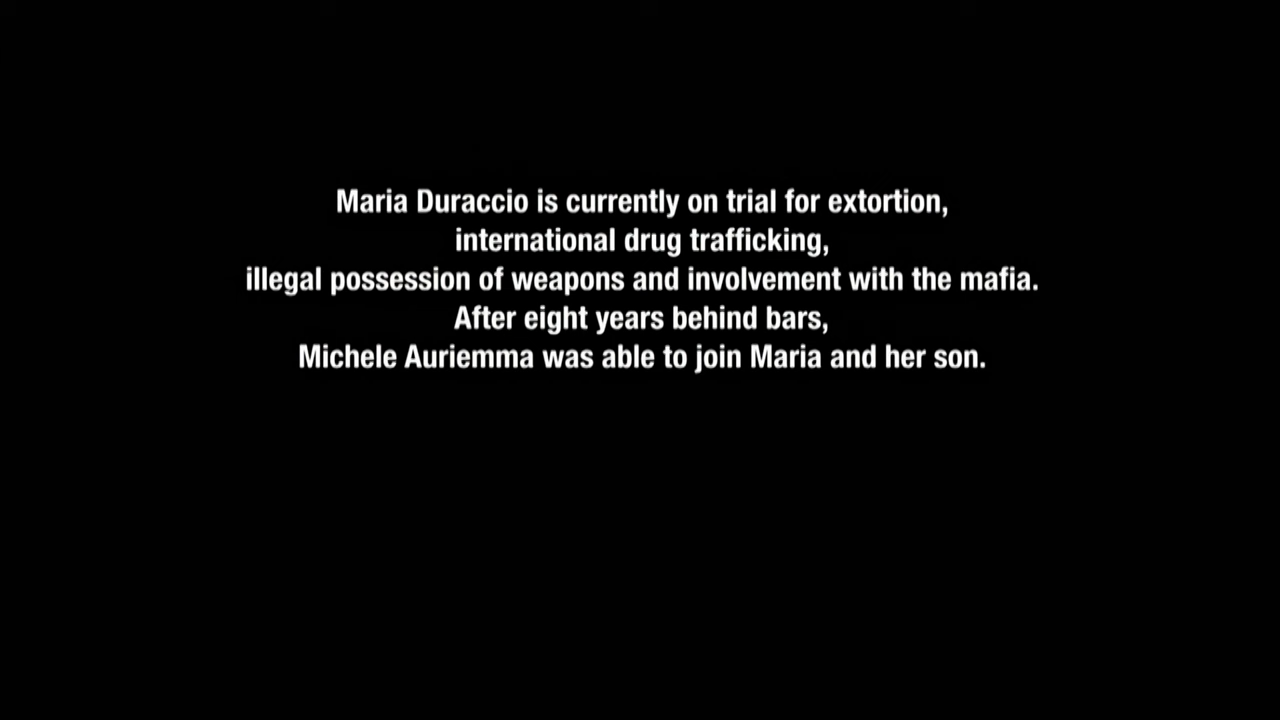 Maria Duraccio is currently on trial for extortion,
international drug trafficking,
illegal possession of weapons and involvement with the mafia.
After eight years behind bars,
Michele Auriemma was able to join Maria and her son.